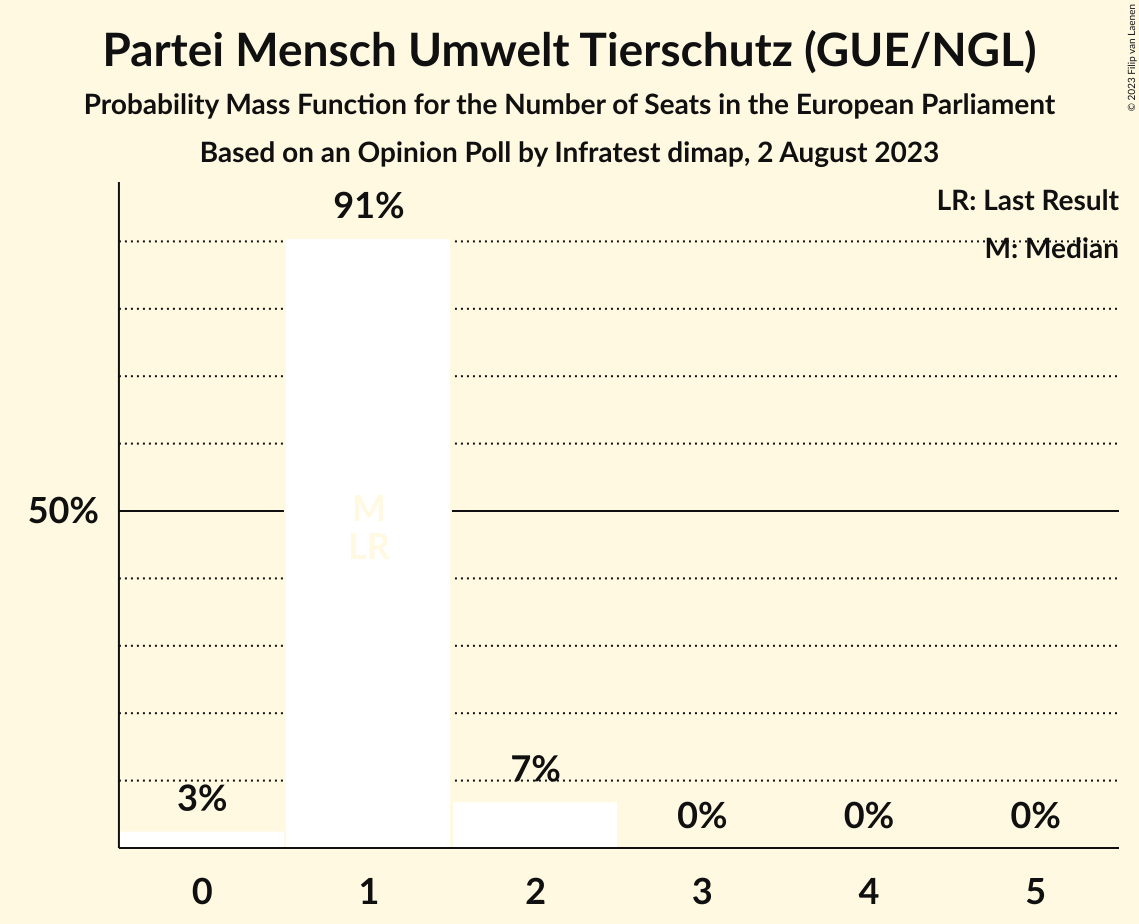 Partei Mensch Umwelt Tierschutz (GUE/NGL)
Probability Mass Function for the Number of Seats in the European Parliament
Based on an Opinion Poll by Infratest dimap, 2 August 2023
© 2023 Filip van Laenen
LR: Last Result
M: Median
91%
50%
M
LR
3%
7%
0%
0%
0%
0
1
2
3
4
5